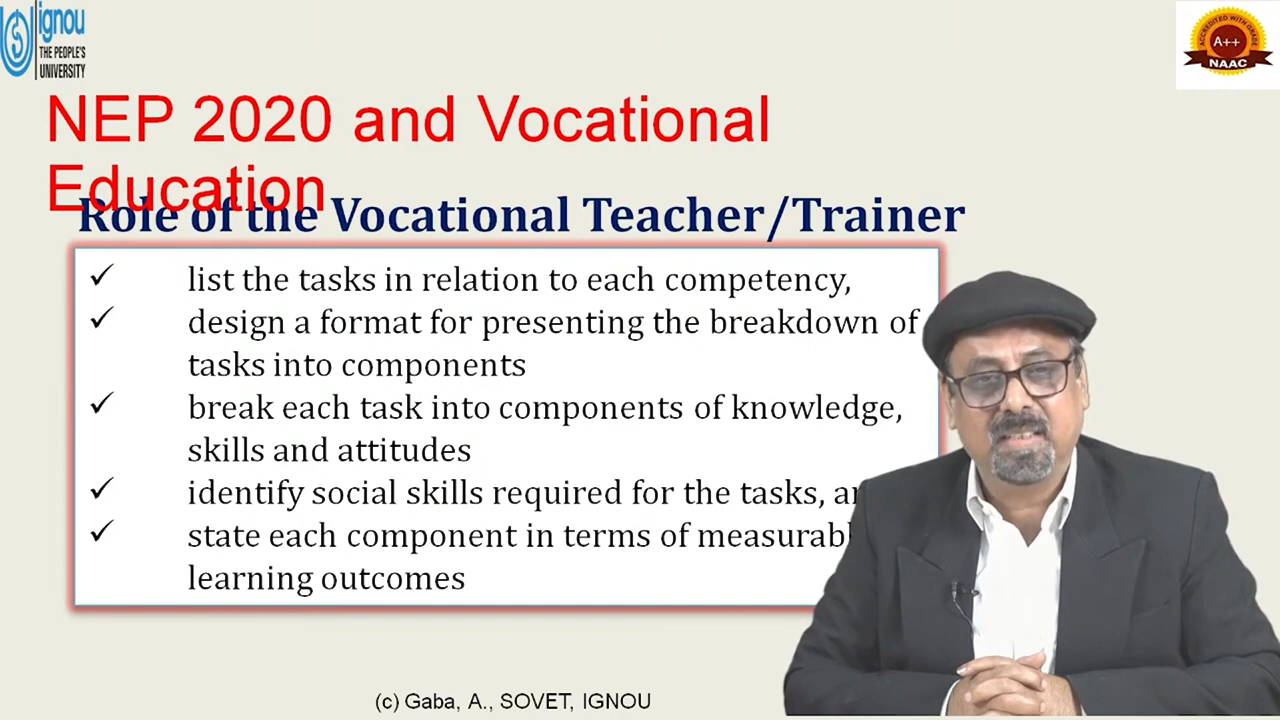 ignou
THE PEOPLE'S
UNIVERSITY
ACCREDITED WITH GRADE
A++
NAAC
NEP 2020 and Vocational
Education
Role of the Vocational Teacher/Trainer
✓ list the tasks in relation to each competency,
✓ design a format for presenting the breakdown of
tasks into components
✓ break each task into components of knowledge,
skills and attitudes
✓ identify social skills required for the tasks,
✓ state each component in terms of
learning outcomes
(c) Gaba, A., SOVET, IGNOU